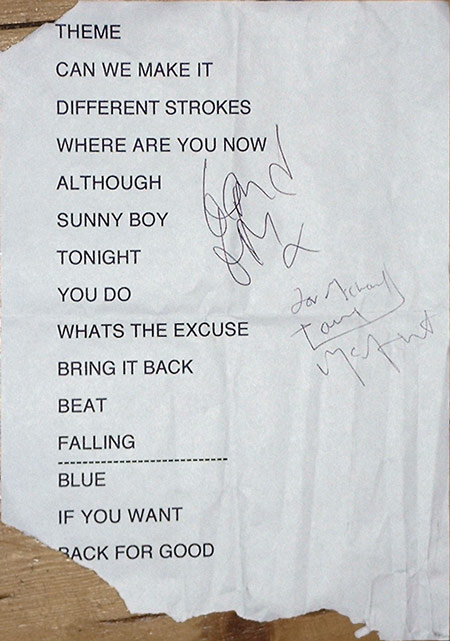 THEME
CAN WE MAKE IT
DIFFERENT STROKES
WHERE ARE YOU NOW
ALTHOUGH
SUNNY BOY
TONIGHT
YOU DO
WHATS THE EXCUSE
BRING IT BACK
BEAT
FALLING
BLUE
IF YOU WANT
BACK FOR GOOD